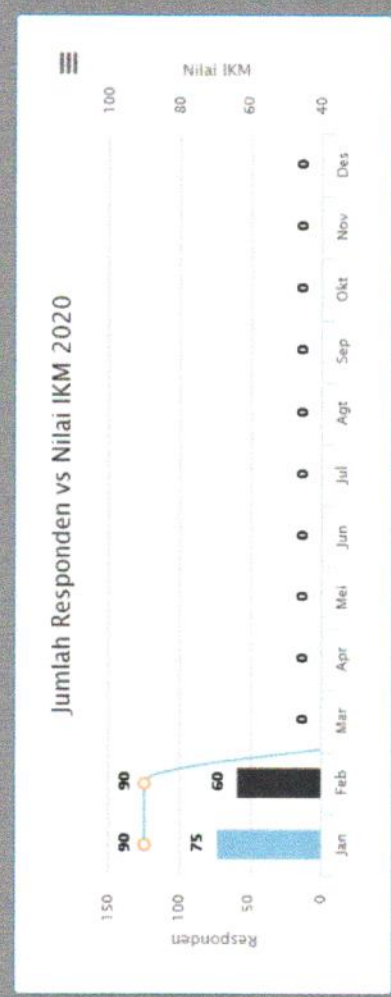 Jumlah Responden vs Nilai IKM 2020
Responden
Nilai IKM
150
100
50
0
100
80
60
40
90
90
75
60
0
0
0
0
0
0
0
0
0
0
Jan
Feb
Mar
Apr
Mei
Jun
Jul
Agt
Sep
Okt
Nov
Des